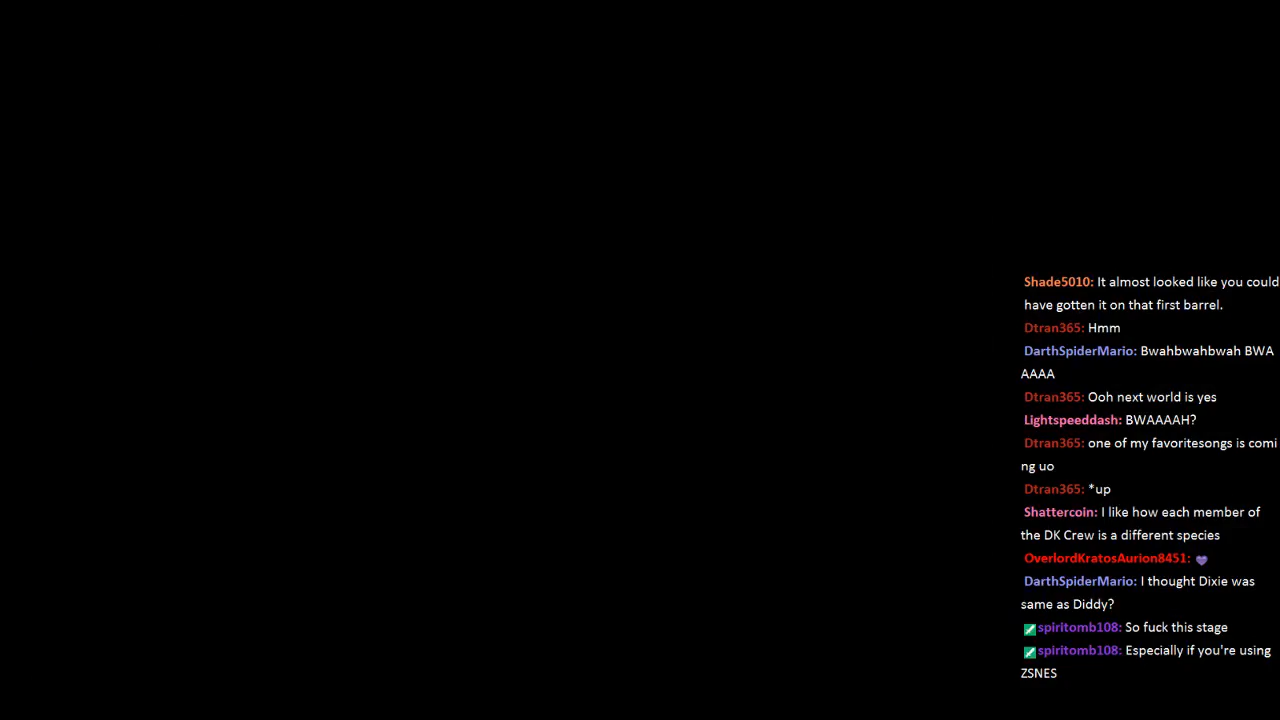 Shade5010: It almost looked like you could
have gotten it on that first barrel.
Dtran365: Hmm
DarthSpiderMario: Bwahbwahbwah BWA
AAAA
Dtran365: Ooh next world is yes
Lightspeeddash: BWAAAAH?
Dtran365: one of my favoritesongs is comi
ng uo
Dtran365: *up
Shattercoin: I like how each member of
the DK Crew is a different species
OverlordKratosAurion8451:
DarthSpiderMario: I thought Dixie was
same as Diddy?
spiritomb108: So fuck this stage
spiritomb108: Especially if you're using
ZSNES